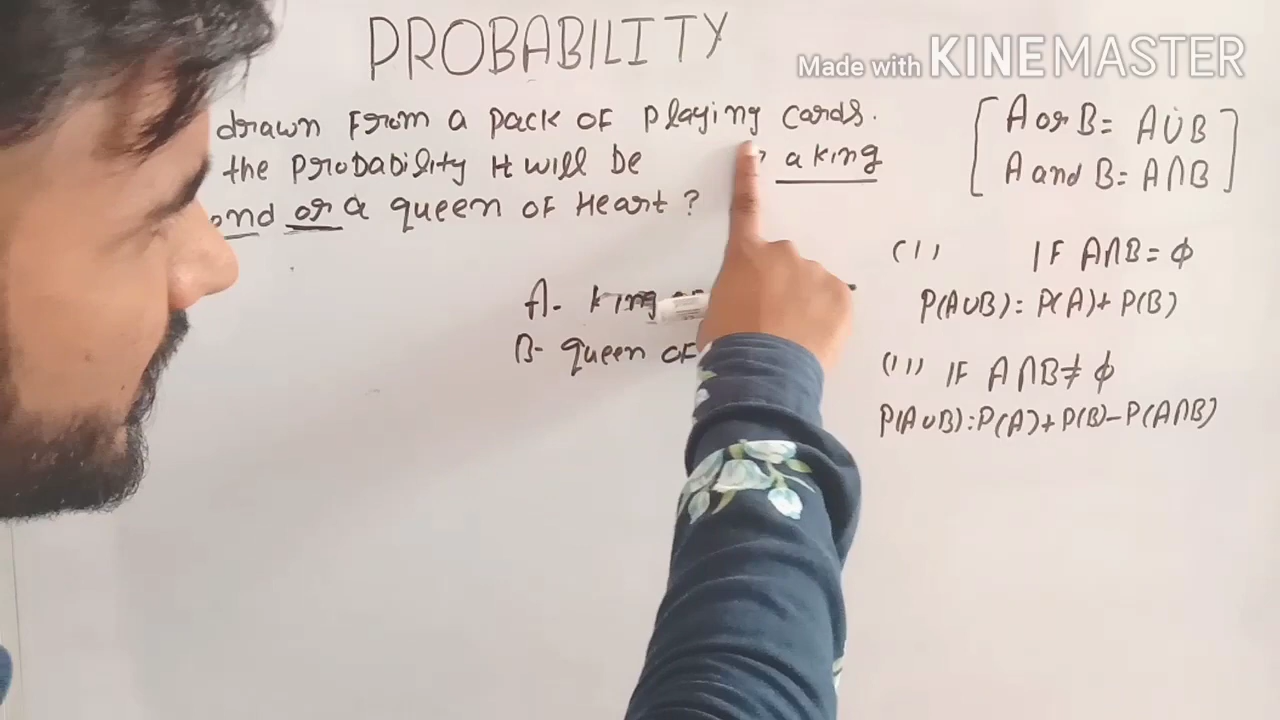 PROBABILITY
Made with KINEMASTER
drawn From a pack of playing cards.
the probability it will be a king
ond or a queen of Heart ?
[ A or B = A∪B
A and B = A∩B ]
A- king
B- queen of
(I) IF A∩B = ϕ
P(A∪B) = P(A) + P(B)
(II) IF A∩B ≠ ϕ
P(A∪B) = P(A) + P(B) - P(A∩B)